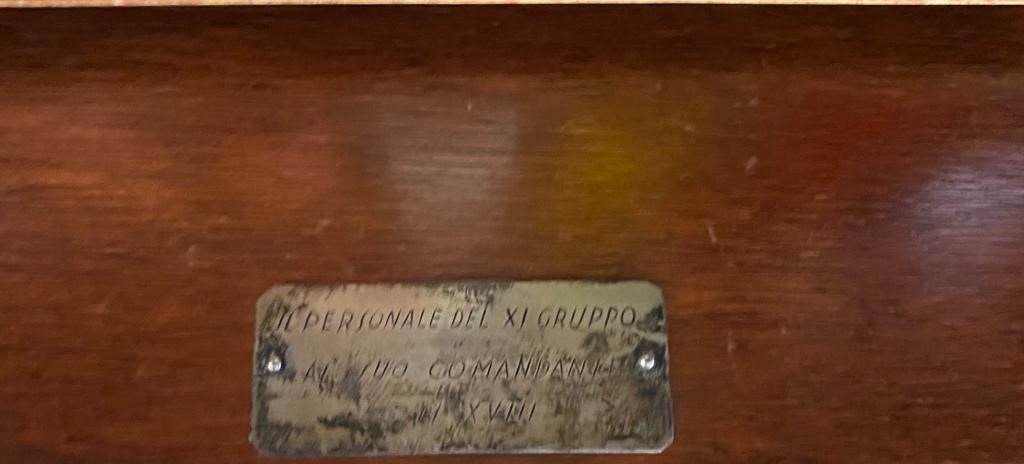 IL PERSONALE DEL XI GRUPPO
AL SUO COMANDANTE
XVIII